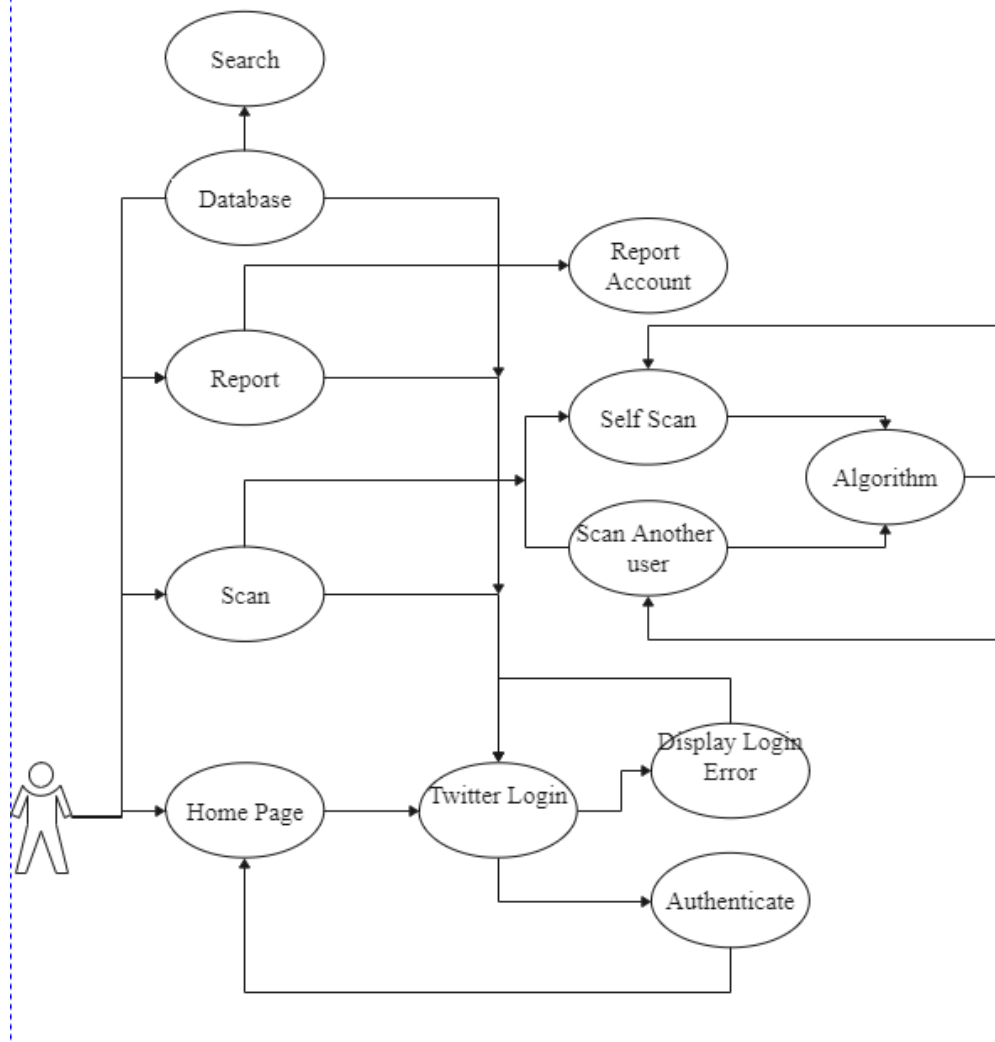 Search
Database
Report
Account
Report
Self Scan
Algorithm
Scan Another
user
Scan
Display Login
Error
Twitter Login
Home Page
Authenticate